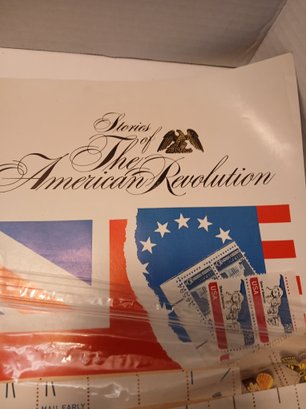 Stories
of
The
American Revolution
USA
USA
MAIL EARLY